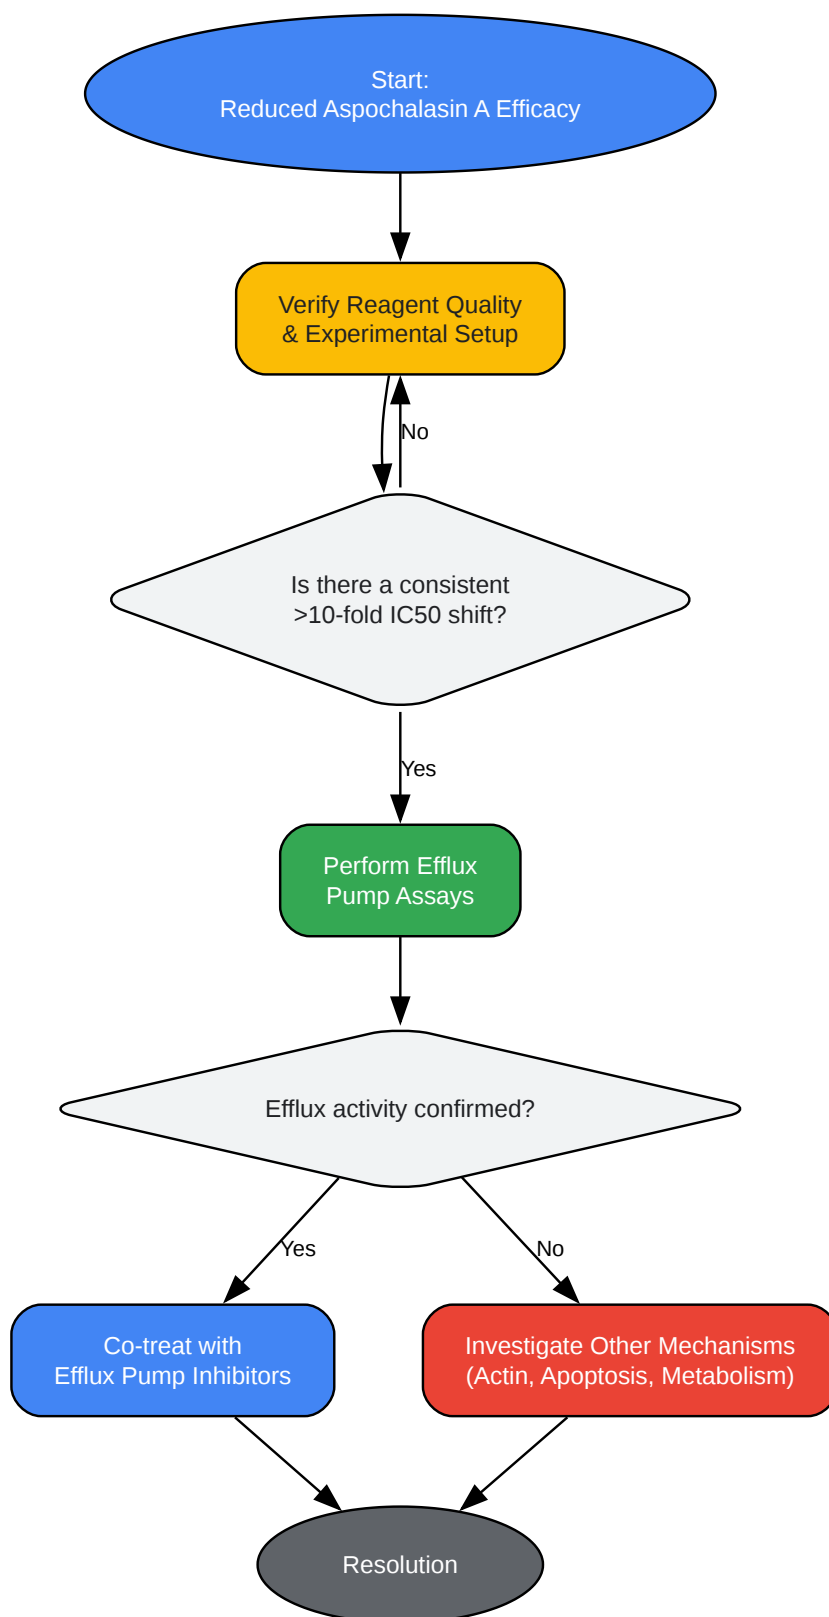 Start:
Reduced Aspochalasin A Efficacy
Verify Reagent Quality
& Experimental Setup
No
Is there a consistent
>10-fold IC50 shift?
Yes
Perform Efflux
Pump Assays
Efflux activity confirmed?
Yes
No
Co-treat with
Efflux Pump Inhibitors
Investigate Other Mechanisms
(Actin, Apoptosis, Metabolism)
Resolution